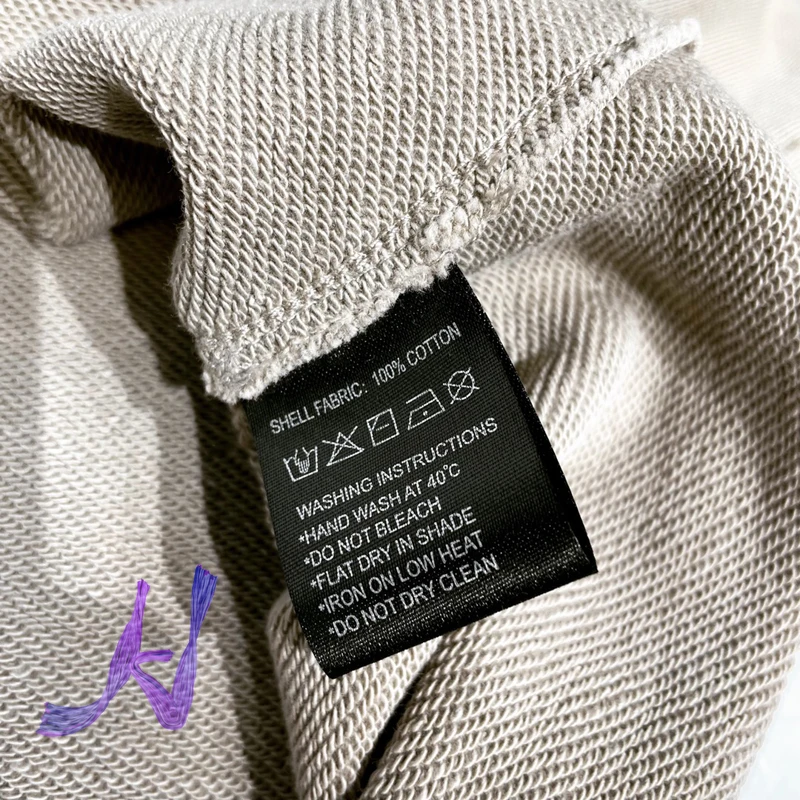 SHELL FABRIC: 100% COTTON
WASHING INSTRUCTIONS
*HAND WASH AT 40°C
*DO NOT BLEACH
*FLAT DRY IN SHADE
*IRON ON LOW HEAT
*DO NOT DRY CLEAN